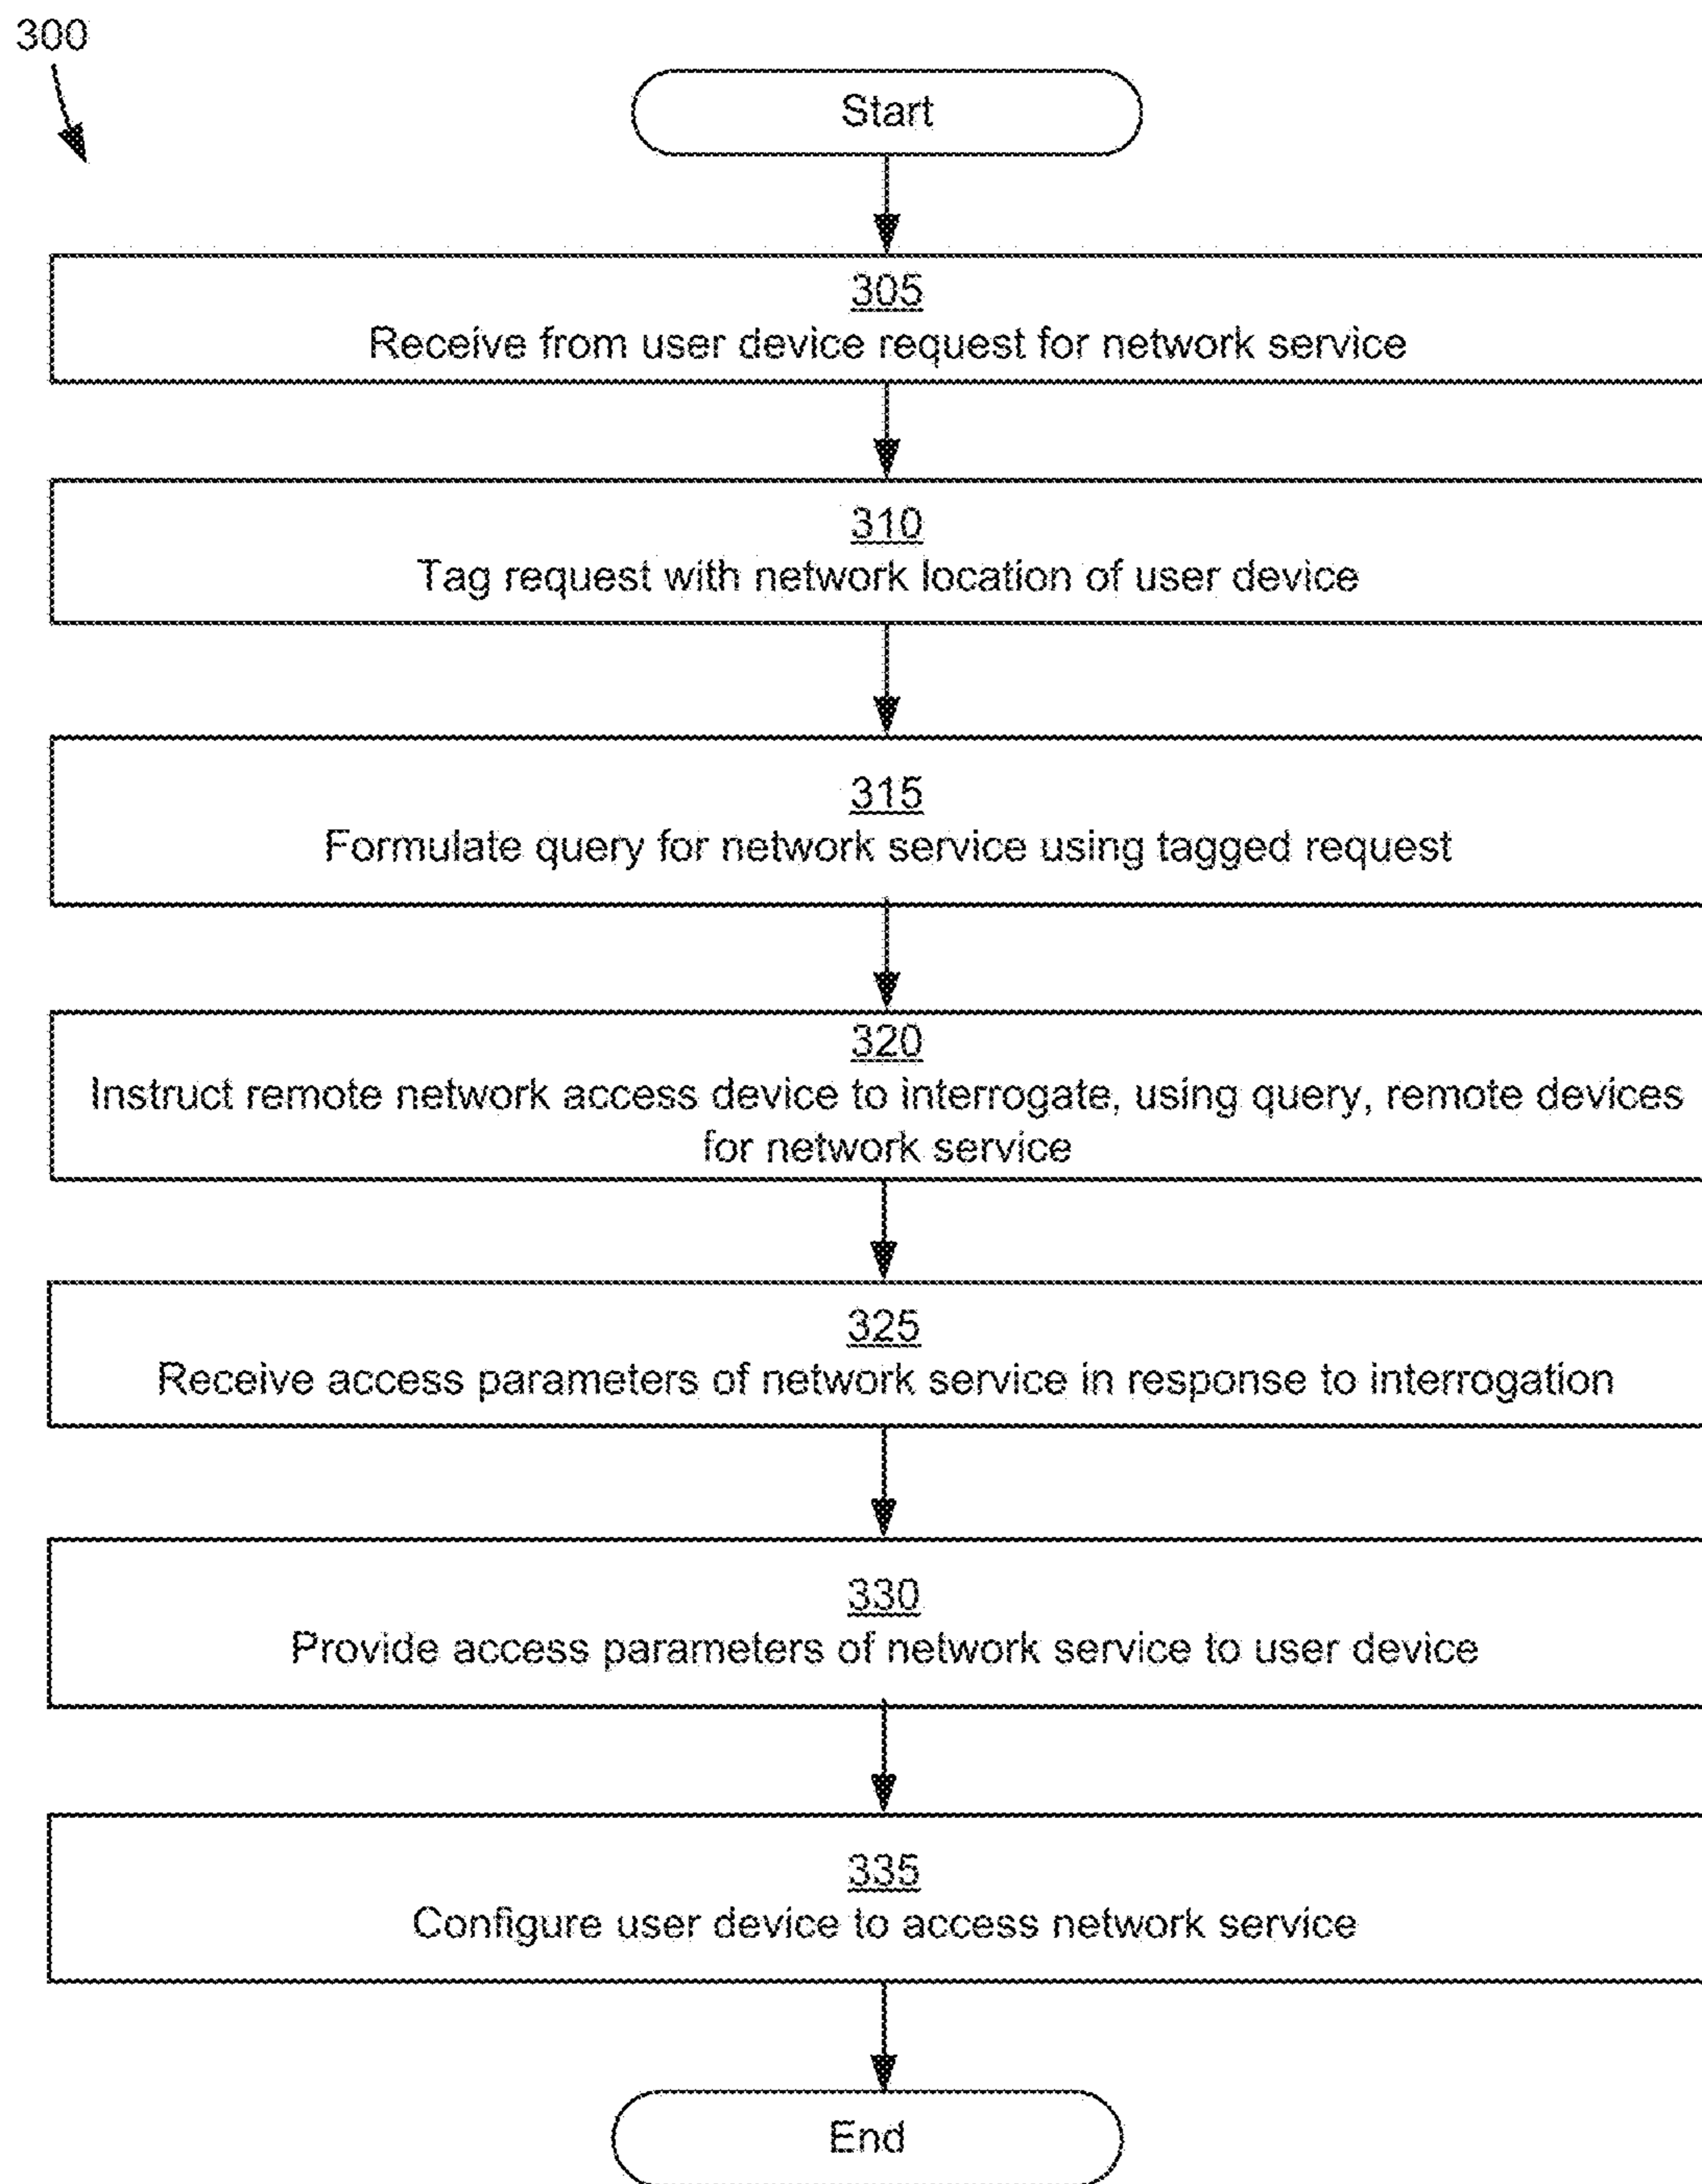 300
Start
305
Receive from user device request for network service
310
Tag request with network location of user device
315
Formulate query for network service using tagged request
320
Instruct remote network access device to interrogate, using query, remote devices
for network service
325
Receive access parameters of network service in response to interrogation
330
Provide access parameters of network service to user device
335
Configure user device to access network service
End